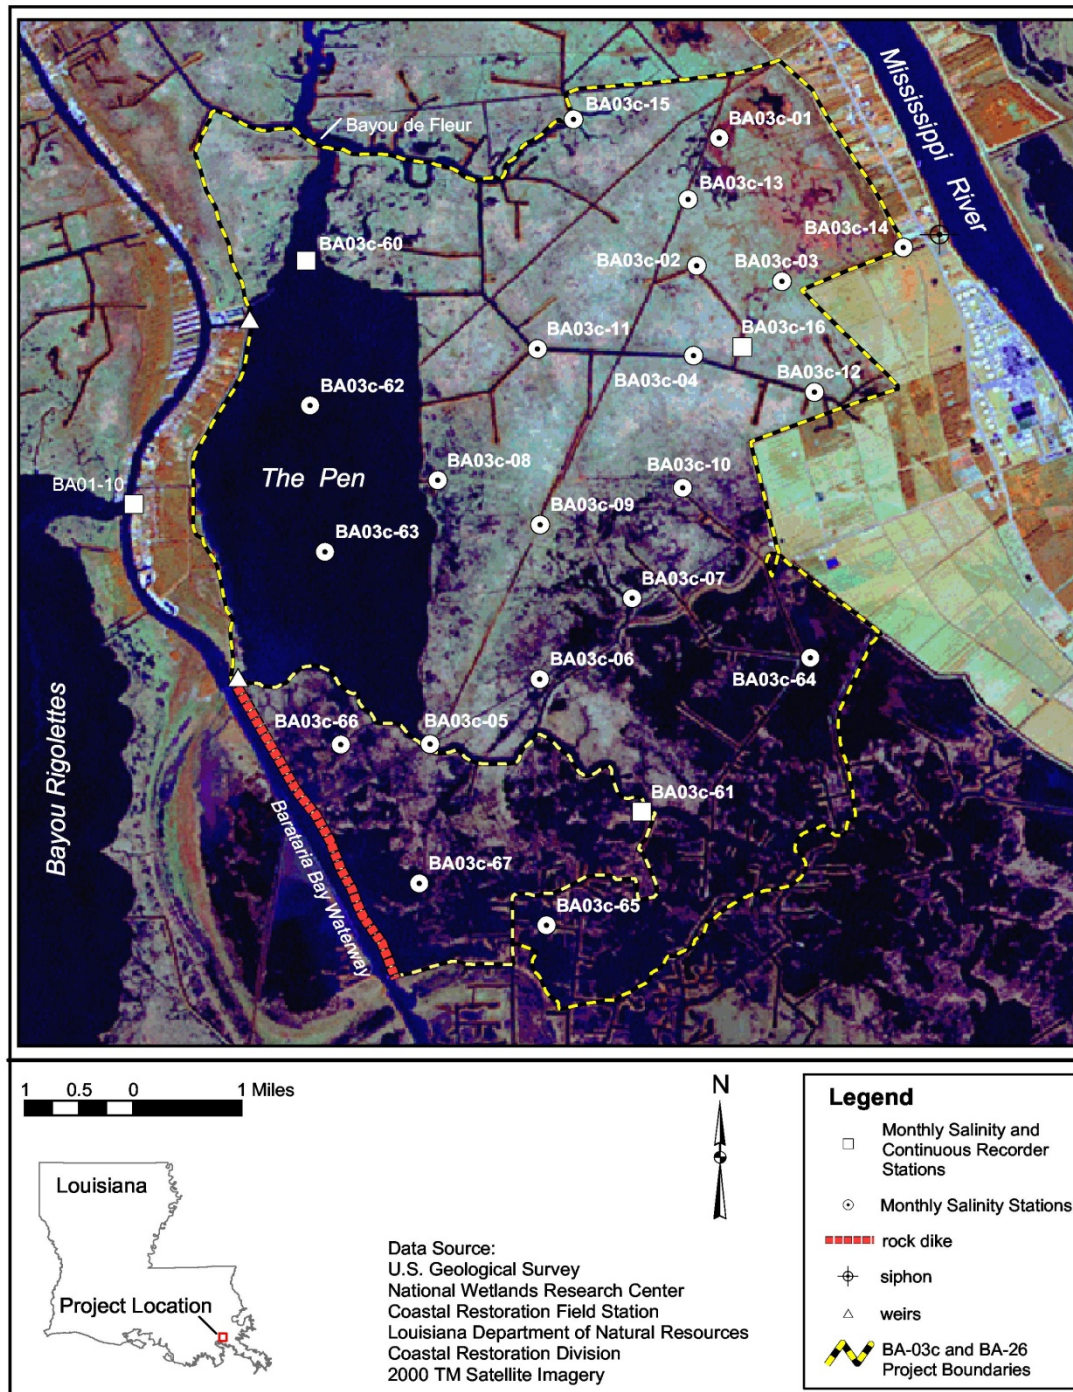 BA03c-15
BA03c-01
Mississippi River
Bayou de Fleur
BA03c-13
BA03c-14
BA03c-60
BA03c-02
BA03c-03
BA03c-11
BA03c-16
BA03c-04
BA03c-12
BA03c-62
The Pen
BA03c-08
BA03c-10
BA01-10
BA03c-09
BA03c-63
BA03c-07
BA03c-06
BA03c-64
Bayou Rigolettes
BA03c-66
BA03c-05
BA03c-61
Barataria Bay Waterway
BA03c-67
BA03c-65
1 0.5 0 1 Miles
N
Louisiana
Project Location
Data Source:
U.S. Geological Survey
National Wetlands Research Center
Coastal Restoration Field Station
Louisiana Department of Natural Resources
Coastal Restoration Division
2000 TM Satellite Imagery
Legend
Monthly Salinity and
Continuous Recorder
Stations
Monthly Salinity Stations
rock dike
siphon
weirs
BA-03c and BA-26
Project Boundaries